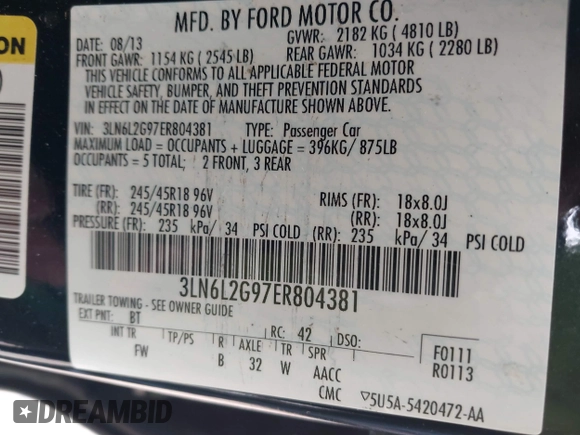 MFD. BY FORD MOTOR CO.
DATE: 08/13 GVWR: 2182 KG ( 4810 LB)
FRONT GAWR: 1154 KG ( 2545 LB) REAR GAWR: 1034 KG ( 2280 LB)
THIS VEHICLE CONFORMS TO ALL APPLICABLE FEDERAL MOTOR
VEHICLE SAFETY, BUMPER, AND THEFT PREVENTION STANDARDS
IN EFFECT ON THE DATE OF MANUFACTURE SHOWN ABOVE.
VIN: 3LN6L2G97ER804381 TYPE: Passenger Car
MAXIMUM LOAD = OCCUPANTS + LUGGAGE = 396KG/ 875LB
OCCUPANTS = 5 TOTAL; 2 FRONT, 3 REAR
TIRE (FR): 245/45R18 96V RIMS (FR): 18x8.0J
(RR): 245/45R18 96V (RR): 18x8.0J
PRESSURE (FR): 235 kPa/ 34 PSI COLD (RR): 235 kPa/ 34 PSI COLD
3LN6L2G97ER804381
TRAILER TOWING - SEE OWNER GUIDE
EXT PNT: BT RC: 42 DSO:
INT TR TP/PS R AXLE TR SPR F0111
FW B 32 W AACC R0113
CMC 5U5A-5420472-AA
DREAMBID